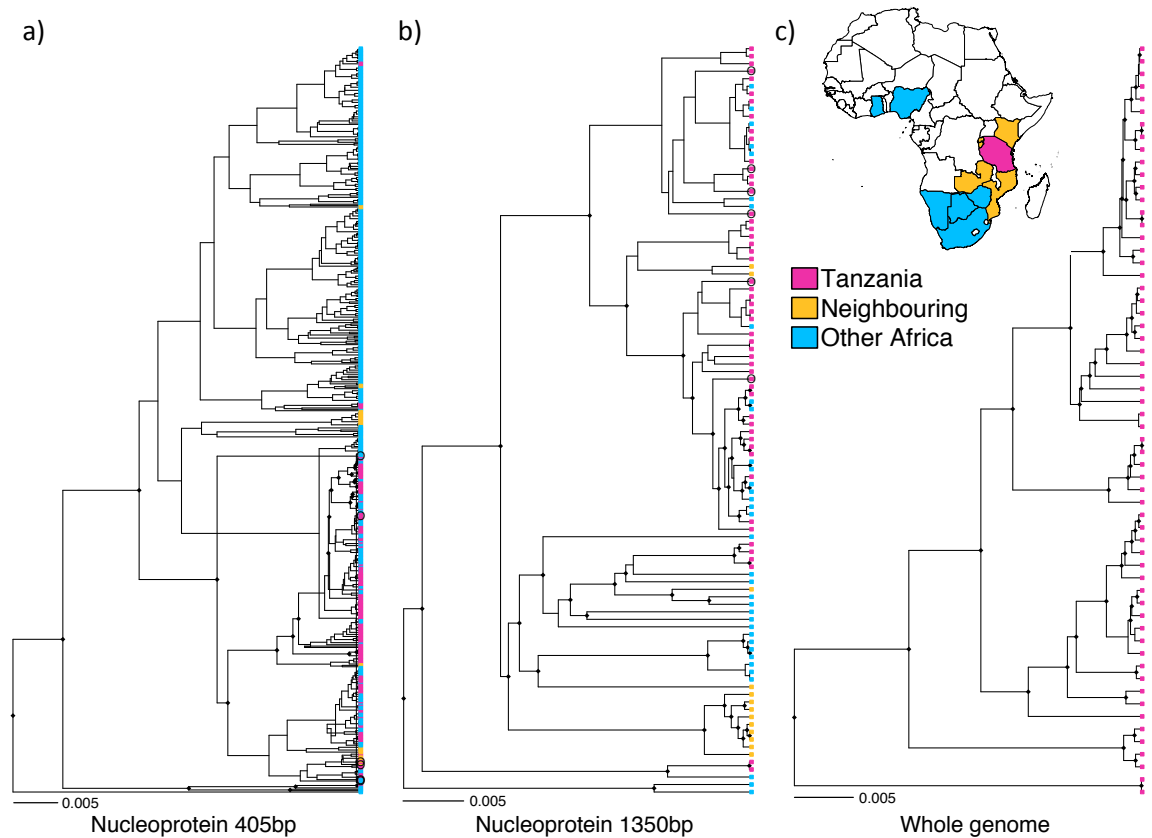 a)
b)
c)
Tanzania
Neighbouring
Other Africa
0.005
0.005
0.005
Nucleoprotein 405bp
Nucleoprotein 1350bp
Whole genome